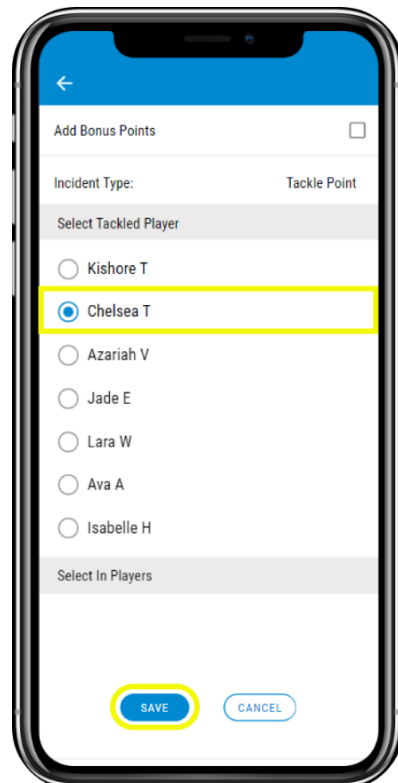 Add Bonus Points
Incident Type: Tackle Point
Select Tackled Player
Kishore T
Chelsea T
Azariah V
Jade E
Lara W
Ava A
Isabelle H
Select In Players
SAVE CANCEL